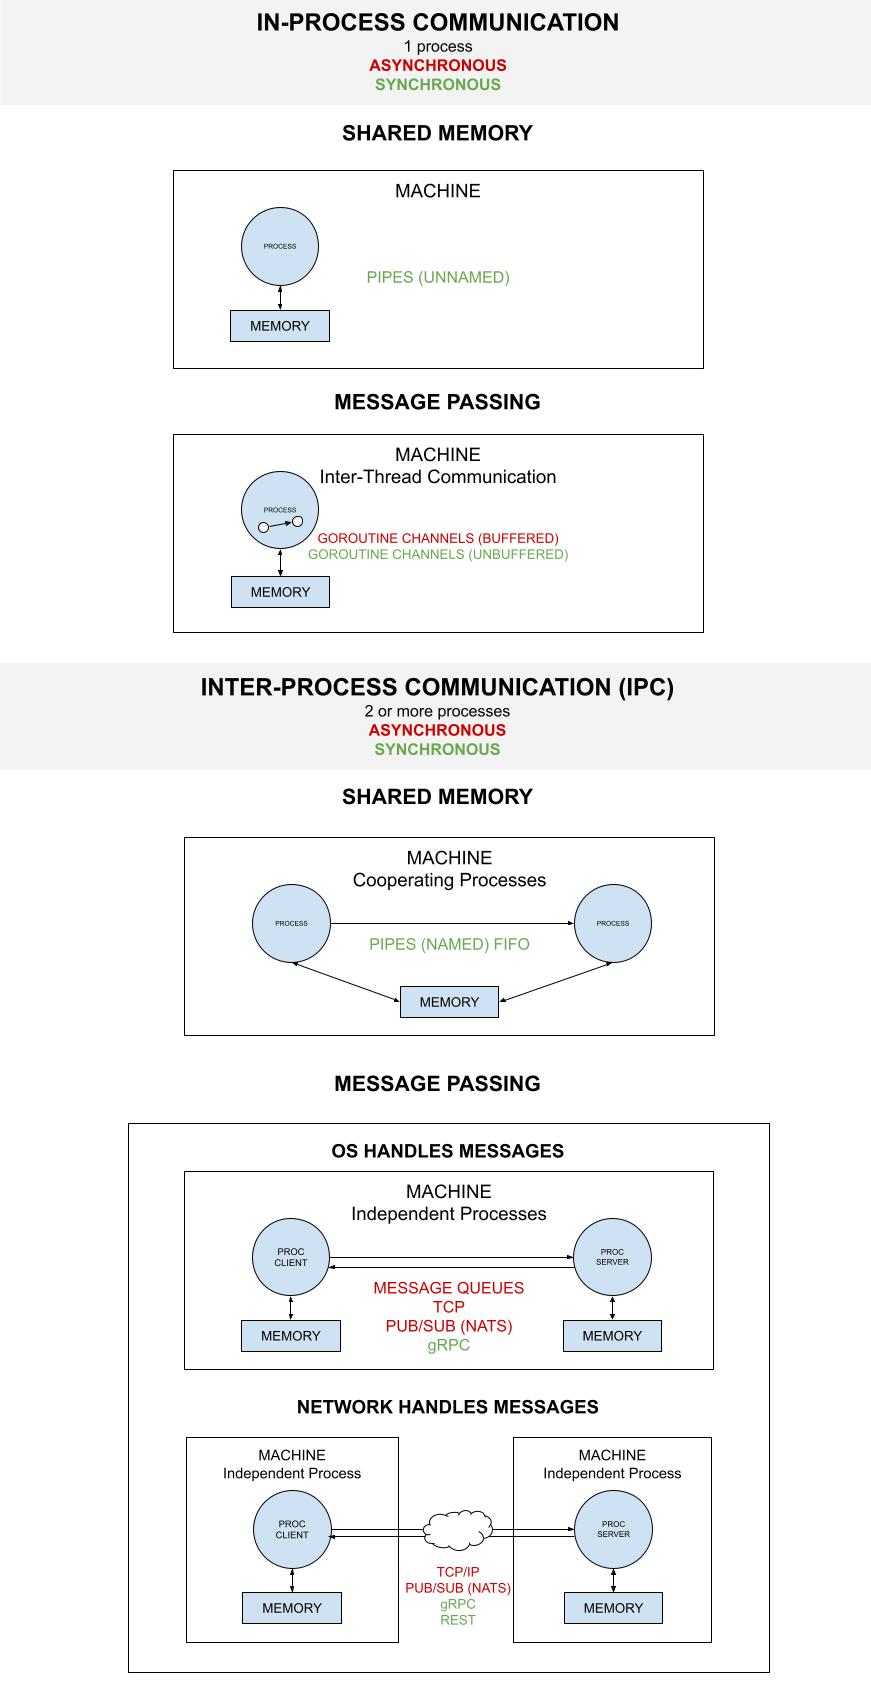 IN-PROCESS COMMUNICATION
1 process
ASYNCHRONOUS
SYNCHRONOUS
SHARED MEMORY
MACHINE
PROCESS
PIPES (UNNAMED)
MEMORY
MESSAGE PASSING
MACHINE
Inter-Thread Communication
PROCESS
GOROUTINE CHANNELS (BUFFERED)
GOROUTINE CHANNELS (UNBUFFERED)
MEMORY
INTER-PROCESS COMMUNICATION (IPC)
2 or more processes
ASYNCHRONOUS
SYNCHRONOUS
SHARED MEMORY
MACHINE
Cooperating Processes
PROCESS
PROCESS
PIPES (NAMED) FIFO
MEMORY
MESSAGE PASSING
OS HANDLES MESSAGES
MACHINE
Independent Processes
PROC
CLIENT
PROC
SERVER
MESSAGE QUEUES
TCP
PUB/SUB (NATS)
gRPC
MEMORY
MEMORY
NETWORK HANDLES MESSAGES
MACHINE
Independent Process
PROC
CLIENT
MEMORY
MACHINE
Independent Process
PROC
SERVER
MEMORY
TCP/IP
PUB/SUB (NATS)
gRPC
REST